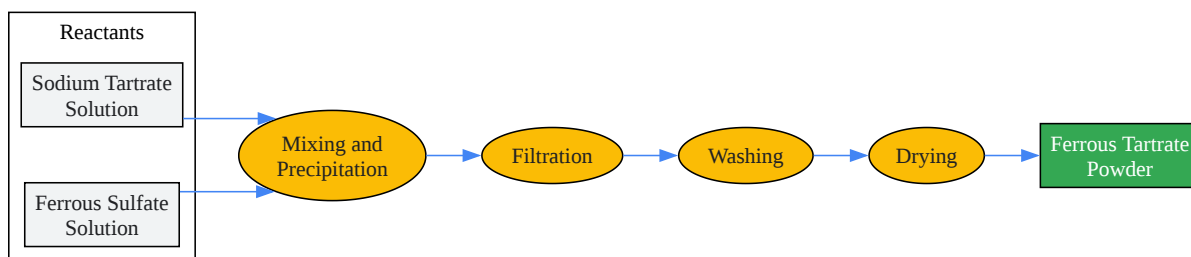 Reactants
Sodium Tartrate
Solution
Ferrous Sulfate
Solution
Mixing and
Precipitation
Filtration
Washing
Drying
Ferrous Tartrate
Powder